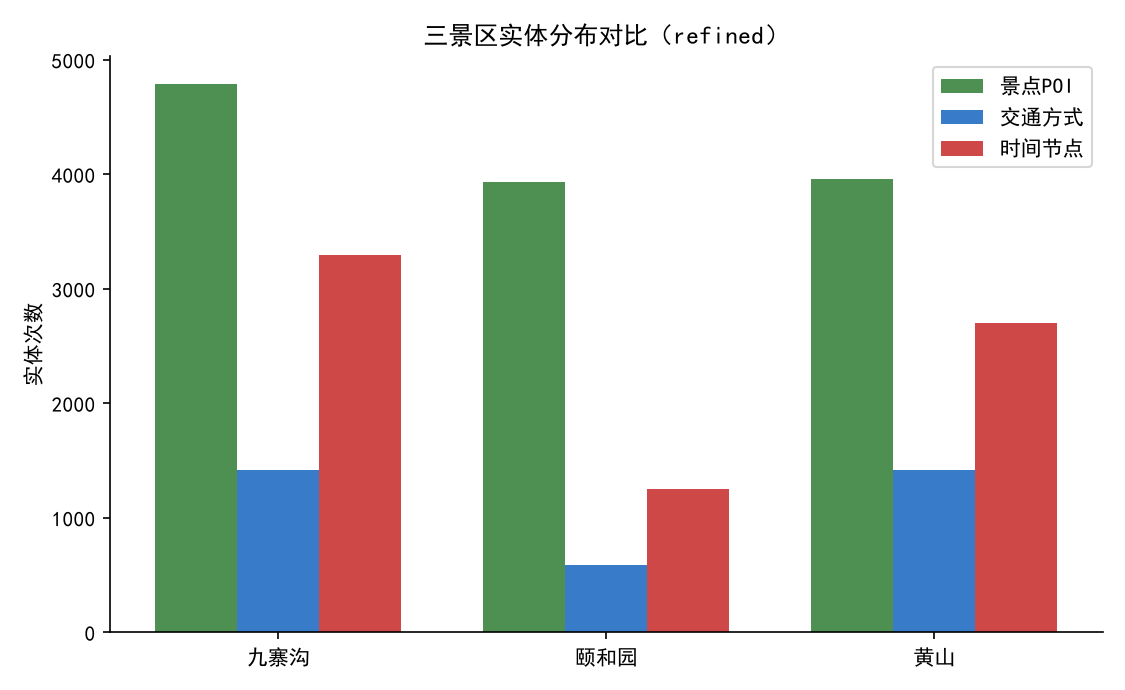 三景区实体分布对比（refined）
景点POI
交通方式
时间节点
实体次数
5000
4000
3000
2000
1000
0
九寨沟
颐和园
黄山